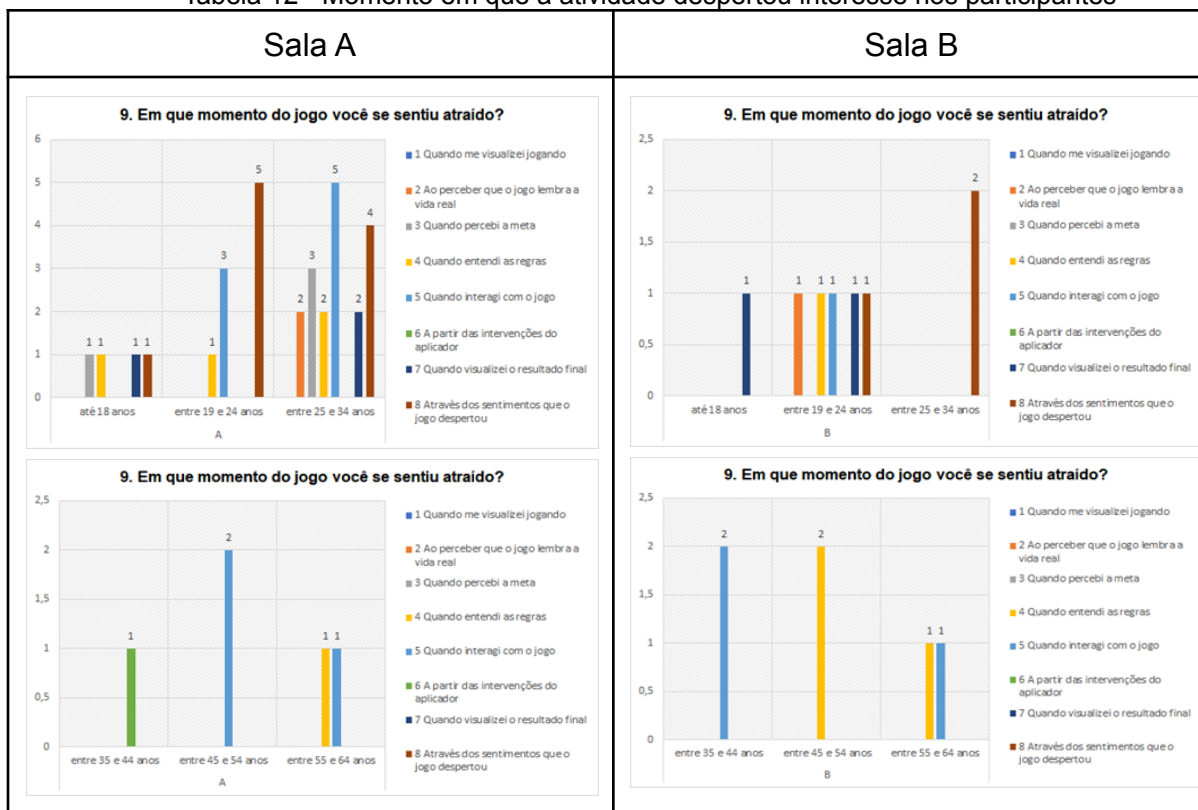 Tabela 12 - Momento em que a atividade despertou interesse nos participantes
Sala A
Sala B
9. Em que momento do jogo você se sentiu atraído?
6
5
4
3
2
1
0
1 1 1 1
1 3 5
2 3 2 5 2 4
até 18 anos entre 19 e 24 anos entre 25 e 34 anos
A
1 Quando me visualizei jogando
2 Ao perceber que o jogo lembra a
vida real
3 Quando percebi a meta
4 Quando entendi as regras
5 Quando interagi com o jogo
6 A partir das intervenções do
aplicador
7 Quando visualizei o resultado final
8 Através dos sentimentos que o
jogo despertou
9. Em que momento do jogo você se sentiu atraído?
2,5
2
1,5
1
0,5
0
1
1 1 1 1 1
2
até 18 anos entre 19 e 24 anos entre 25 e 34 anos
B
1 Quando me visualizei jogando
2 Ao perceber que o jogo lembra a
vida real
3 Quando percebi a meta
4 Quando entendi as regras
5 Quando interagi com o jogo
6 A partir das intervenções do
aplicador
7 Quando visualizei o resultado final
8 Através dos sentimentos que o
jogo despertou
9. Em que momento do jogo você se sentiu atraído?
2,5
2
1,5
1
0,5
0
1
2
1 1
entre 35 e 44 anos entre 45 e 54 anos entre 55 e 64 anos
A
1 Quando me visualizei jogando
2 Ao perceber que o jogo lembra a
vida real
3 Quando percebi a meta
4 Quando entendi as regras
5 Quando interagi com o jogo
6 A partir das intervenções do
aplicador
7 Quando visualizei o resultado final
8 Através dos sentimentos que o
jogo despertou
9. Em que momento do jogo você se sentiu atraído?
2,5
2
1,5
1
0,5
0
2
2
1 1
entre 35 e 44 anos entre 45 e 54 anos entre 55 e 64 anos
B
1 Quando me visualizei jogando
2 Ao perceber que o jogo lembra a
vida real
3 Quando percebi a meta
4 Quando entendi as regras
5 Quando interagi com o jogo
6 A partir das intervenções do
aplicador
7 Quando visualizei o resultado final
8 Através dos sentimentos que o
jogo despertou